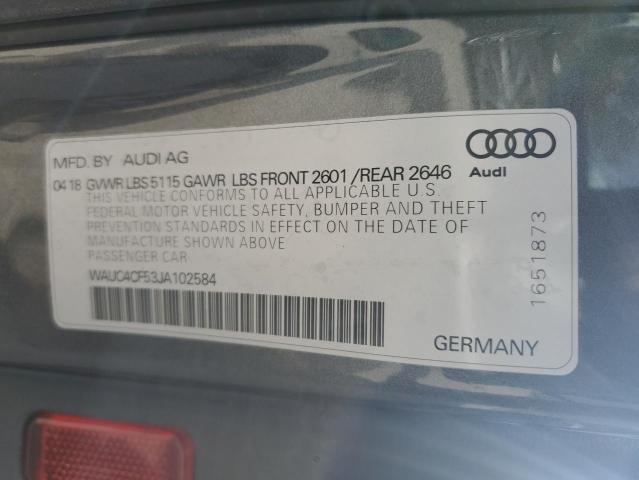 MFD. BY AUDI AG
04 18 GVWR LBS 5115 GAWR LBS FRONT 2601 /REAR 2646
THIS VEHICLE CONFORMS TO ALL APPLICABLE U.S.
FEDERAL MOTOR VEHICLE SAFETY, BUMPER AND THEFT
PREVENTION STANDARDS IN EFFECT ON THE DATE OF
MANUFACTURE SHOWN ABOVE
PASSENGER CAR
WAUC4CF53JA102584
Audi
1651873
GERMANY